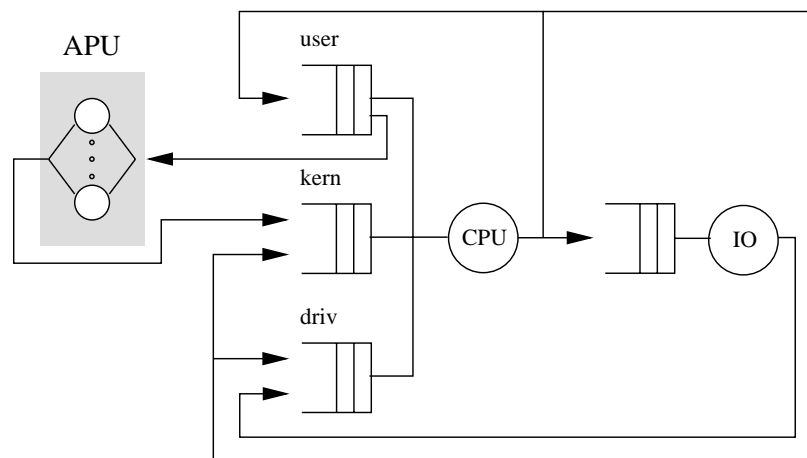 user
APU
kern
CPU
IO
driv